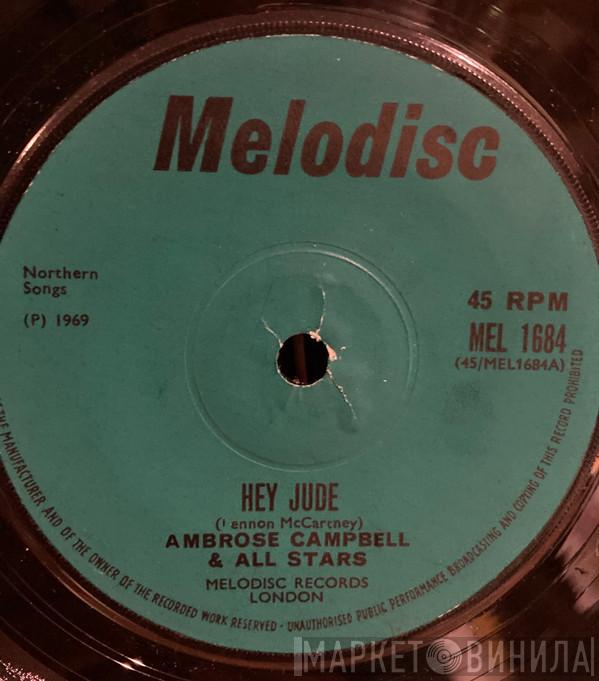 Melodisc
Northern
Songs
(P) 1969
45 RPM
MEL 1684
(45/MEL1684A)
HEY JUDE
(Lennon McCartney)
AMBROSE CAMPBELL
& ALL STARS
MELODISC RECORDS
LONDON
THE MANUFACTURER AND OF THE OWNER OF THE RECORDED WORK RESERVED - UNAUTHORISED PUBLIC PERFORMANCE BROADCASTING AND COPYING OF THIS RECORD PROHIBITED
МАРКЕТ ВИНИЛА